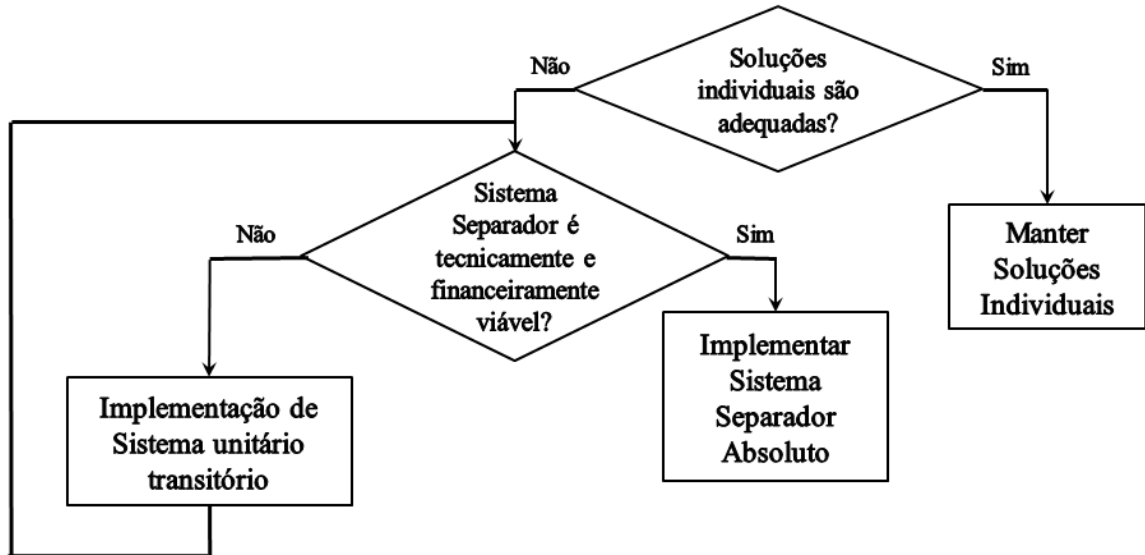 Soluções
individuais são
adequadas?
Não
Sim
Sistema
Separador é
tecnicamente e
financeiramente
viável?
Não
Sim
Manter
Soluções
Individuais
Implementar
Sistema
Separador
Absoluto
Implementação de
Sistema unitário
transitório